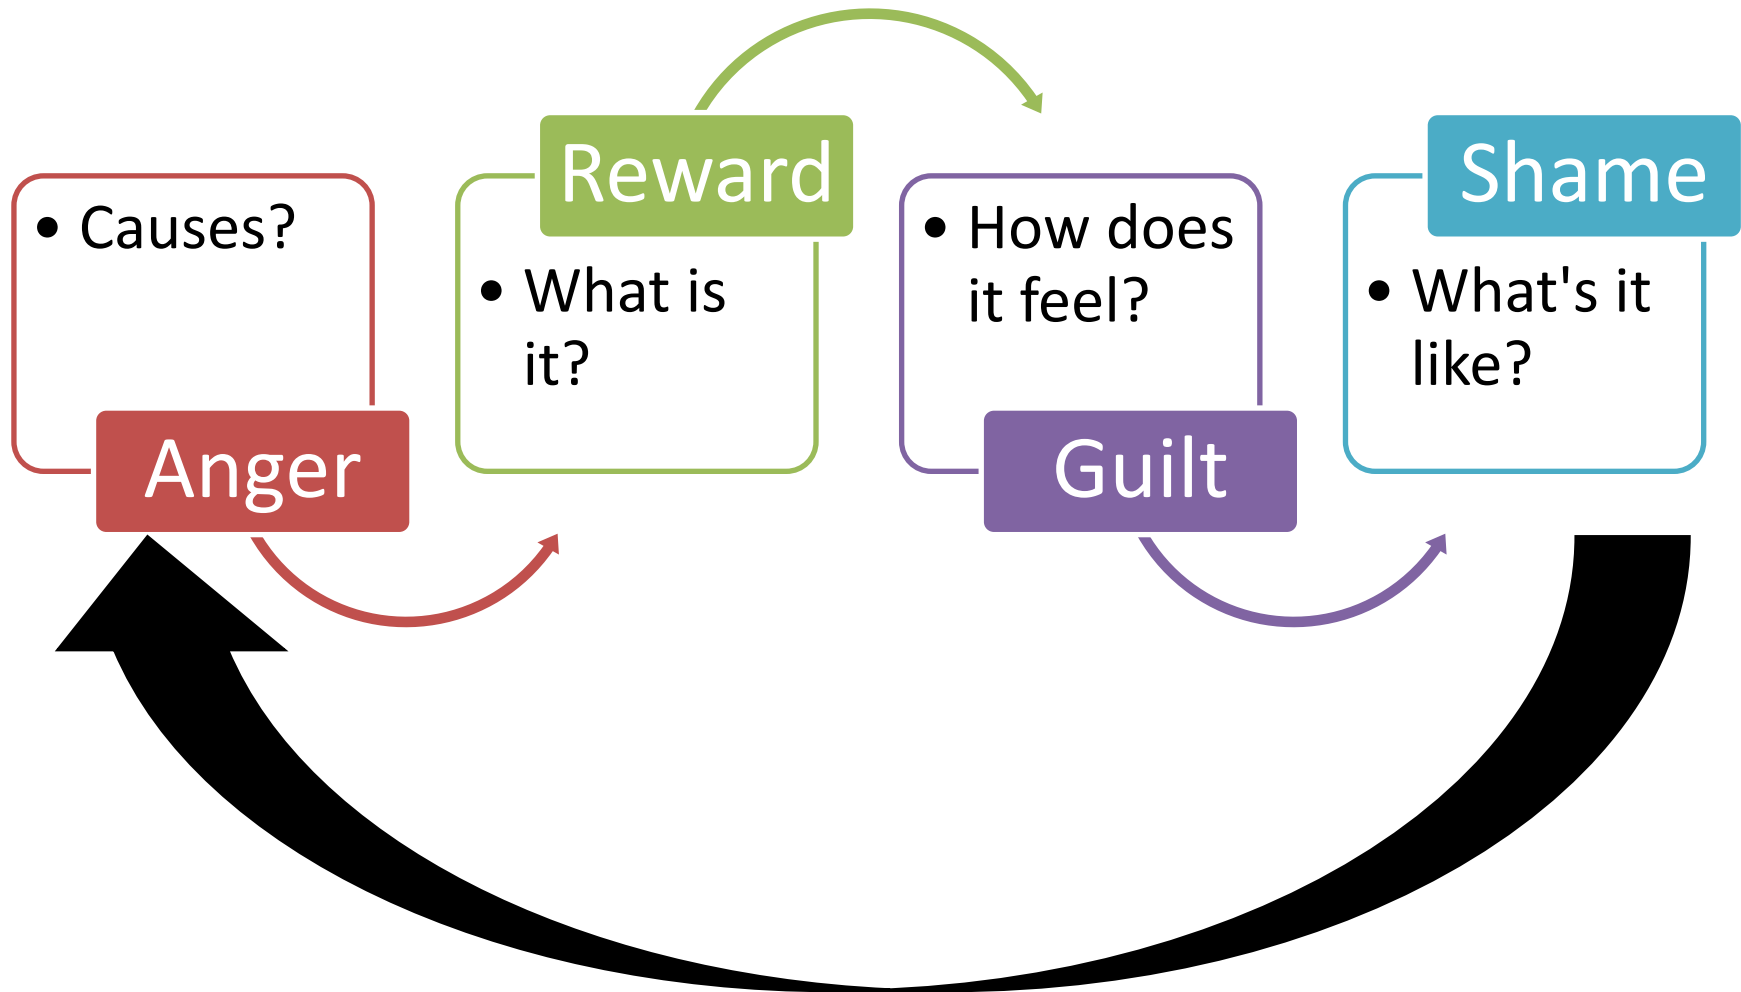 • Causes?
Anger
Reward
• What is
it?
• How does
it feel?
Guilt
Shame
• What's it
like?